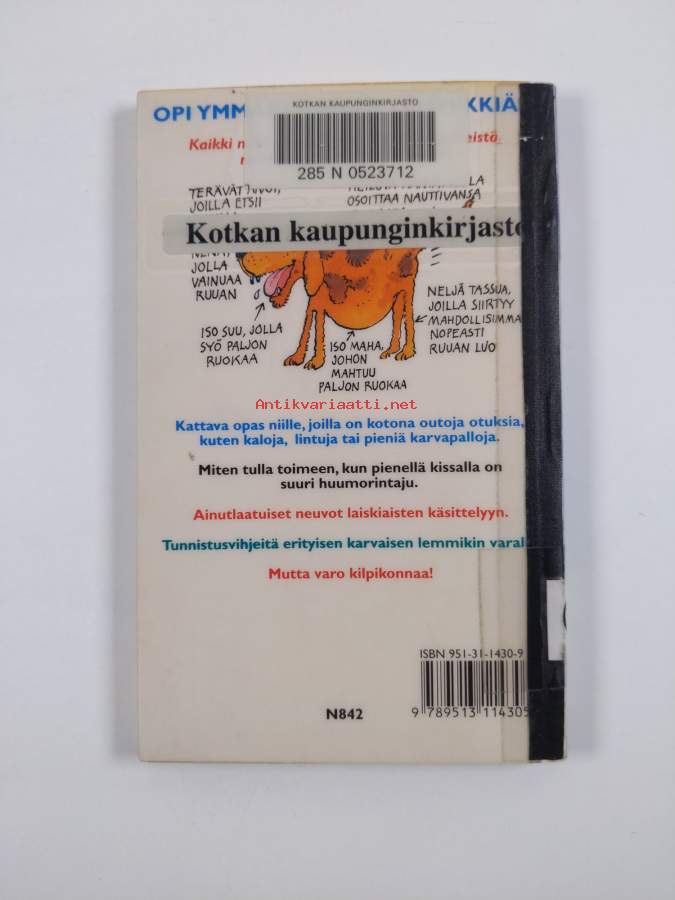 OPI YMM KKIÄ
KOTKAN KAUPUNGINKIRJASTO
285 N 0523712
Kaikki eistä,
TERÄVÄT
JOILLA ETSII
OSOITTAA NAUTTIVANSA
Kotkan kaupunginkirjasto
JOLLA
VAINUAA
RUUAN
ISO SUU, JOLLA
SYÖ PALJON
RUOKAA
ISO MAHA,
JOHON
MAHTUU
PALJON RUOKAA
NELJÄ TASSUA,
JOILLA SIIRTYY
MAHDOLLISIMMA
NOPEASTI
RUUAN LUO
Antikvariaatti.net
Kattava opas niille, joilla on kotona outoja otuksia,
kuten kaloja, lintuja tai pieniä karvapalloja.
Miten tulla toimeen, kun pienellä kissalla on
suuri huumorintaju.
Ainutlaatuiset neuvot laiskiaisten käsittelyyn.
Tunnistusvihjeitä erityisen karvaisen lemmikin varal
Mutta varo kilpikonnaa!
ISBN 951-31-1430-9
N842
9 789513 114305